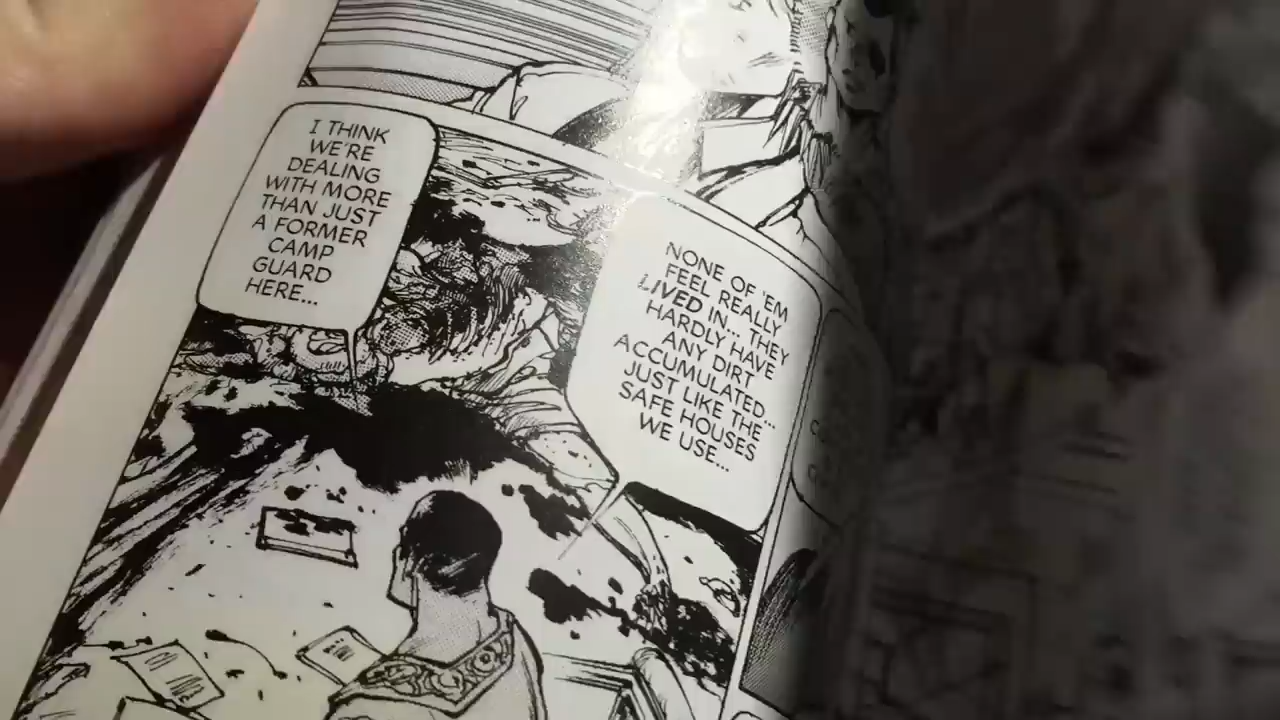 I THINK
WE'RE
DEALING
WITH MORE
THAN JUST
A FORMER
CAMP
GUARD
HERE...
NONE OF 'EM
FEEL REALLY
LIVED IN... THEY
HARDLY HAVE
ANY DIRT
ACCUMULATED...
JUST LIKE THE
SAFE HOUSES
WE USE...